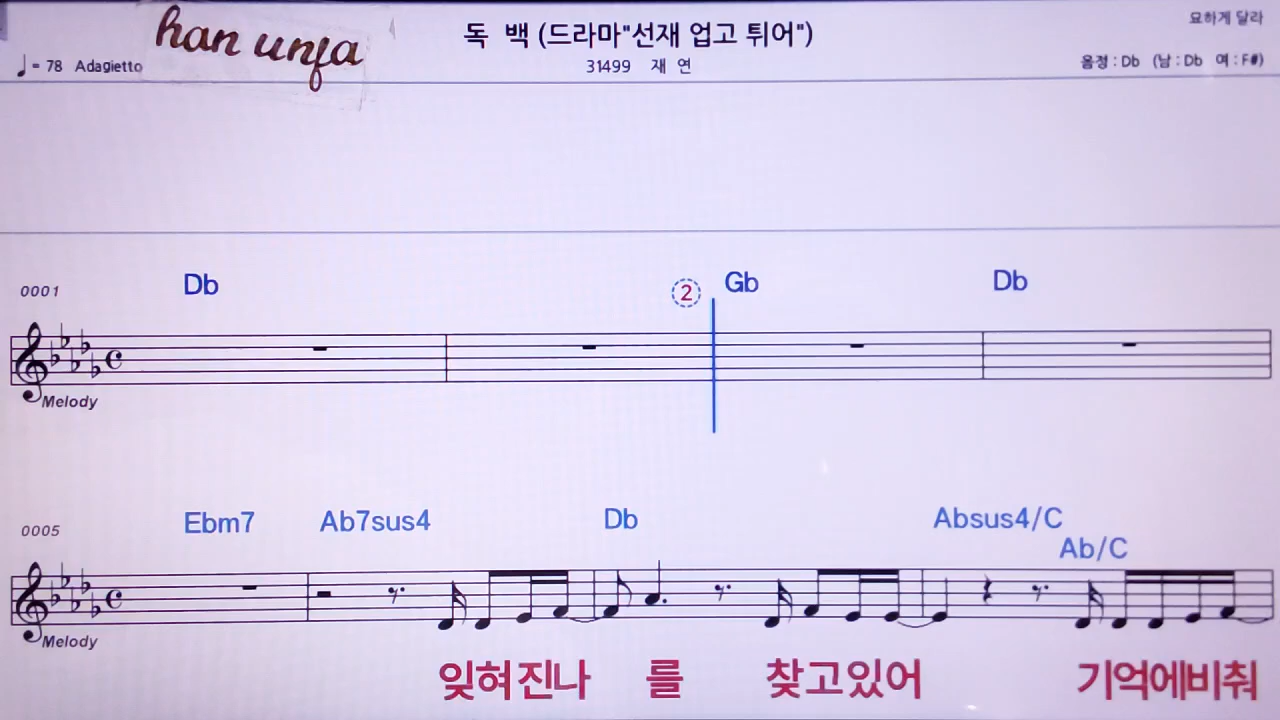 han unfa
독 백 (드라마"선재 업고 튀어")
묘하게 달라
♩= 78 Adagietto
31499 재 연
음정 : Db (남 : Db 여 : F#)
0001 Db ② Gb Db
Melody
0005 Ebm7 Ab7sus4 Db Absus4/C
Ab/C
Melody
잊혀진나 를 찾고있어 기억에비춰